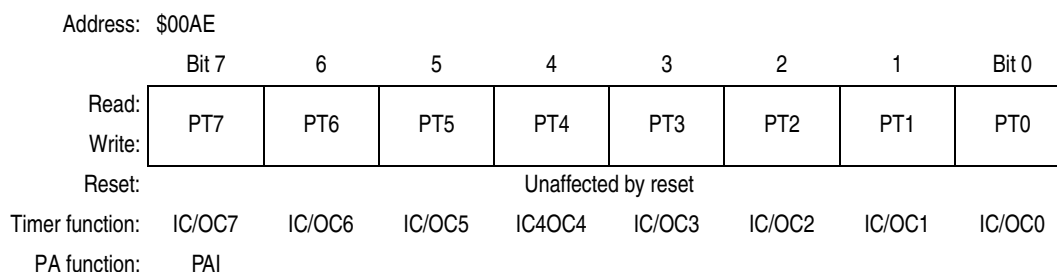 Address: $00AE
Bit 7 6 5 4 3 2 1 Bit 0
Read:
PT7 PT6 PT5 PT4 PT3 PT2 PT1 PT0
Write:
Reset: Unaffected by reset
Timer function: IC/OC7 IC/OC6 IC/OC5 IC4OC4 IC/OC3 IC/OC2 IC/OC1 IC/OC0
PA function: PAI